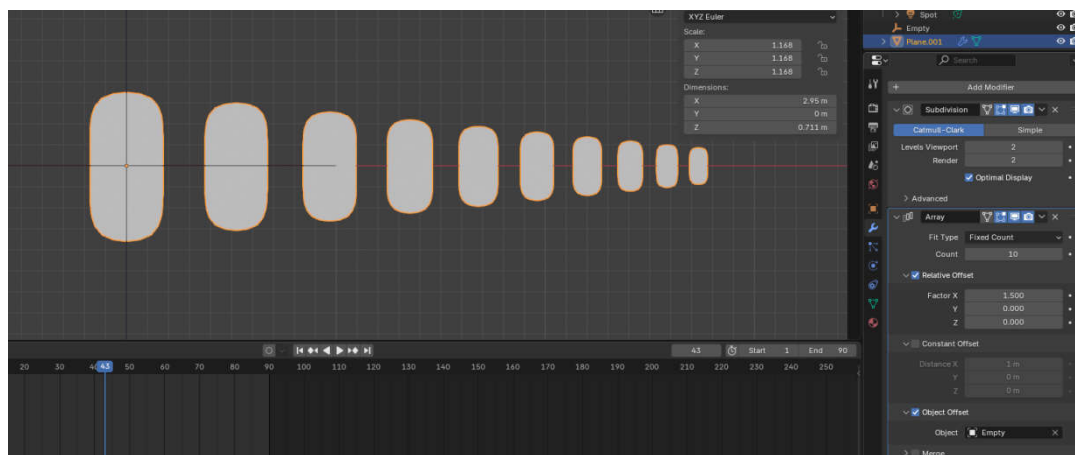 XYZ Euler
Scale:
X 1.168
Y 1.168
Z 1.168
Dimensions:
X 2.95 m
Y 0 m
Z 0.711 m
Spot
Empty
Plane.001
Search
+ Add Modifier
Subdivision
Catmull-Clark Simple
Levels Viewport 2
Render 2
Optimal Display
Advanced
Array
Fit Type Fixed Count
Count 10
Relative Offset
Factor X 1.500
Y 0.000
Z 0.000
Constant Offset
Distance X 1 m
Y 0 m
Z 0 m
Object Offset
Object Empty
Merge
43 Start 1 End 90
20 30 43 50 60 70 80 90 100 110 120 130 140 150 160 170 180 190 200 210 220 230 240 250